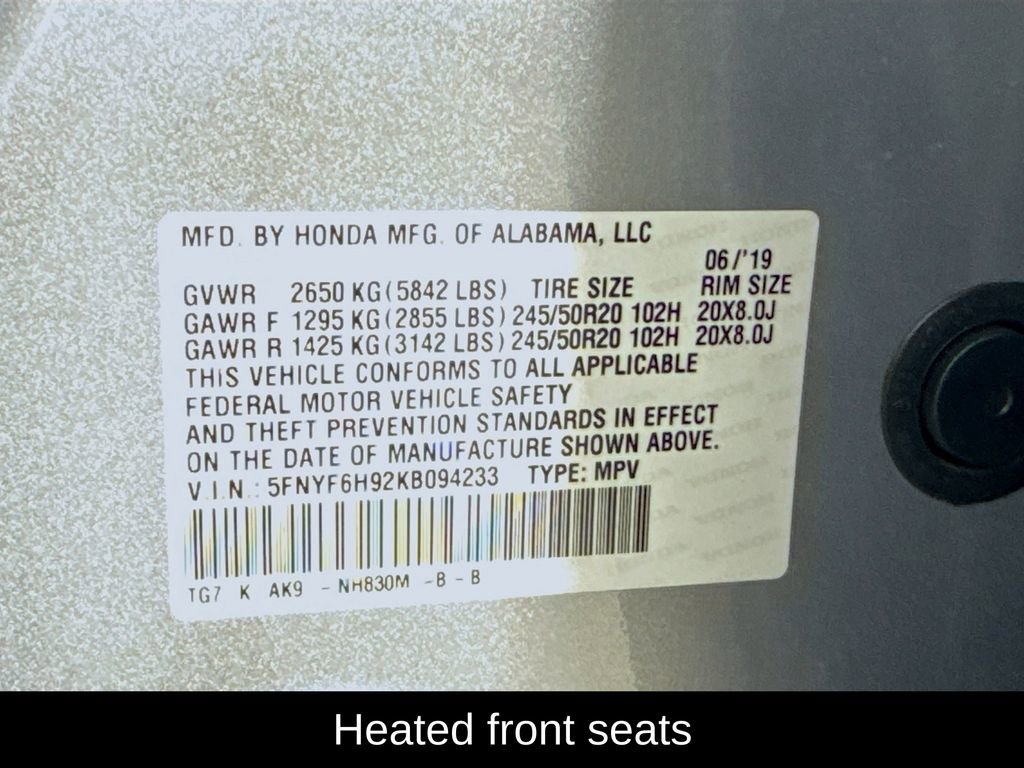 MFD. BY HONDA MFG. OF ALABAMA, LLC
06/'19
GVWR 2650 KG(5842 LBS) TIRE SIZE RIM SIZE
GAWR F 1295 KG(2855 LBS) 245/50R20 102H 20X8.0J
GAWR R 1425 KG(3142 LBS) 245/50R20 102H 20X8.0J
THIS VEHICLE CONFORMS TO ALL APPLICABLE
FEDERAL MOTOR VEHICLE SAFETY
AND THEFT PREVENTION STANDARDS IN EFFECT
ON THE DATE OF MANUFACTURE SHOWN ABOVE.
V.I.N.: 5FNYF6H92KB094233 TYPE: MPV
TG7 K AK9 - NH830M -B - B
Heated front seats